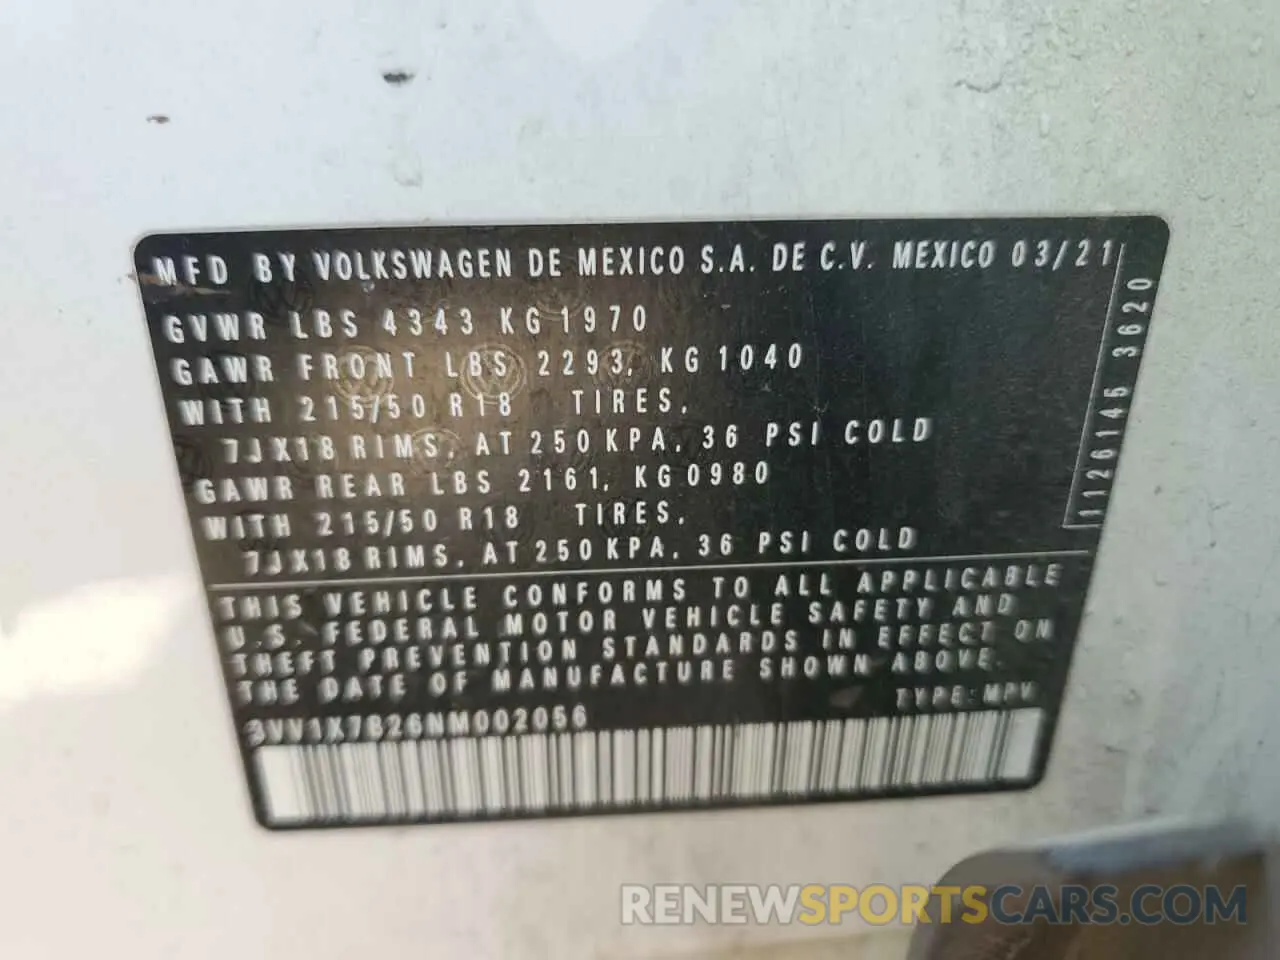 MFD BY VOLKSWAGEN DE MEXICO S.A. DE C.V. MEXICO 03/21
GVWR LBS 4343 KG 1970
GAWR FRONT LBS 2293, KG 1040
WITH 215/50 R18 TIRES,
7JX18 RIMS, AT 250 KPA, 36 PSI COLD
GAWR REAR LBS 2161, KG 0980
WITH 215/50 R18 TIRES,
7JX18 RIMS, AT 250 KPA, 36 PSI COLD
1126145 3620
THIS VEHICLE CONFORMS TO ALL APPLICABLE
U.S. FEDERAL MOTOR VEHICLE SAFETY AND
THEFT PREVENTION STANDARDS IN EFFECT ON
THE DATE OF MANUFACTURE SHOWN ABOVE.
TYPE: MPV
3VV1X7B26NM002056
RENEWSPORTSCARS.COM